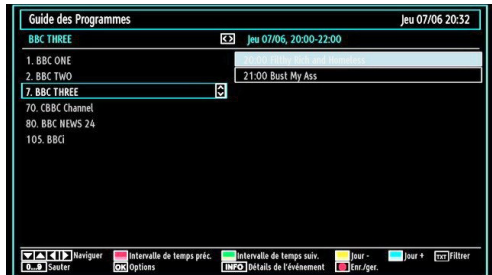 Guide des Programmes Jeu 07/06 20:32
BBC THREE Jeu 07/06, 20:00-22:00
1. BBC ONE 20:00 Filthy Rich and Homeless
2. BBC TWO 21:00 Bust My Ass
7. BBC THREE
70. CBBC Channel
80. BBC NEWS 24
105. BBCi
Naviguer Intervalle de temps préc. Intervalle de temps suiv. Jour - Jour + TXT Filtrer
0...9 Sauter OK Options INFO Détails de l'événement Enr./ger.